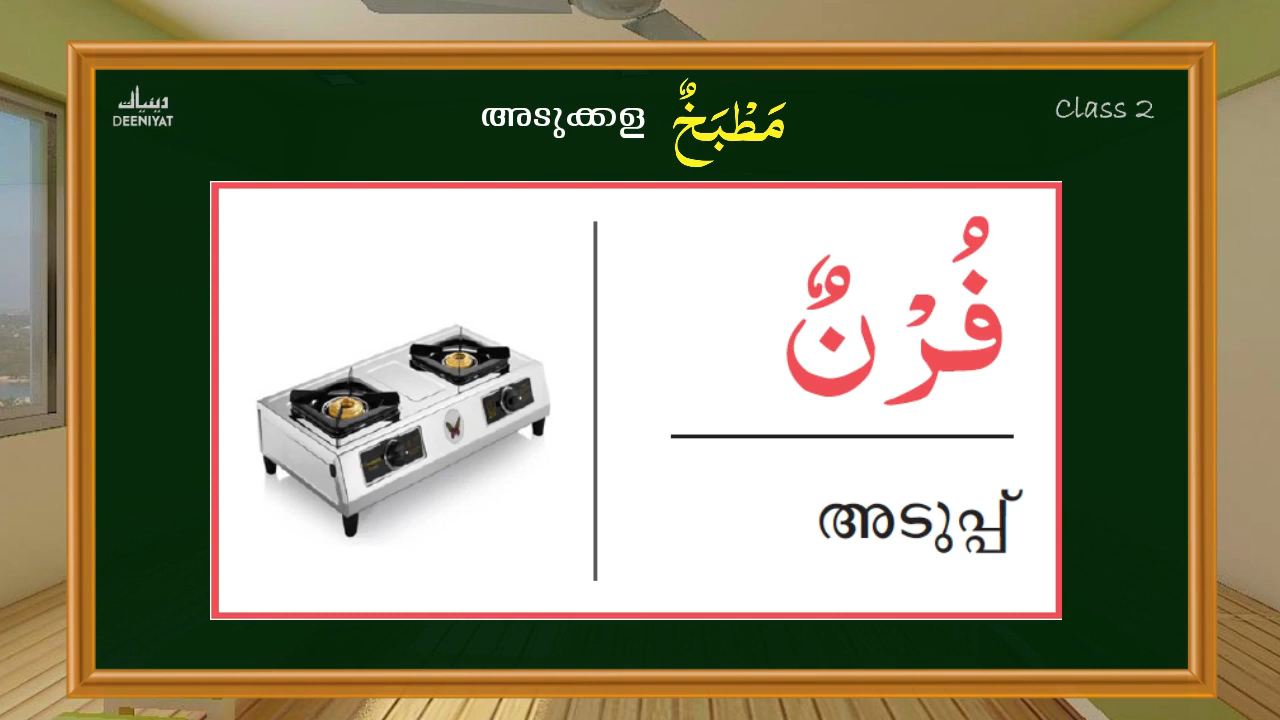 دينيات
DEENIYAT
അടുക്കള مَطْبَخٌ
Class 2
فُرْنٌ
അടുപ്പ്